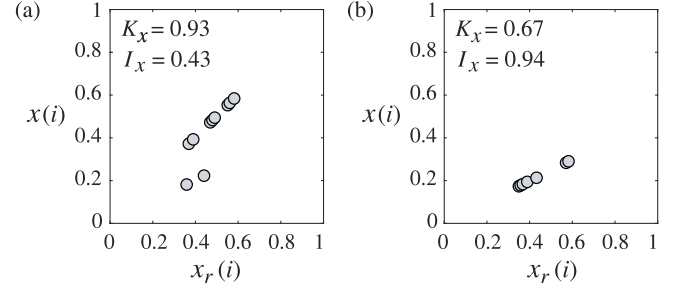 (a)
1
0.8
0.6
0.4
0.2
0
x(i)
K_x = 0.93
I_x = 0.43
0 0.2 0.4 0.6 0.8 1
x_r(i)
(b)
1
0.8
0.6
0.4
0.2
0
x(i)
K_x = 0.67
I_x = 0.94
0 0.2 0.4 0.6 0.8 1
x_r(i)